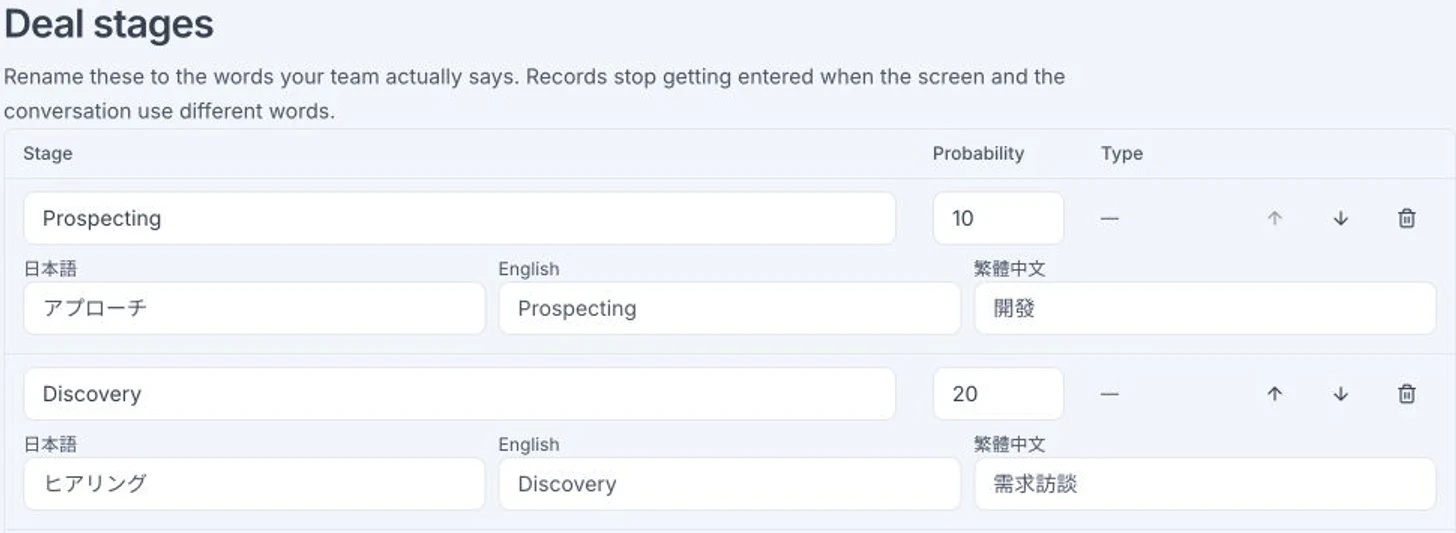 Deal stages
Rename these to the words your team actually says. Records stop getting entered when the screen and the
conversation use different words.
Stage Probability Type
Prospecting 10 —
日本語 English 繁體中文
アプローチ Prospecting 開發
Discovery 20 —
日本語 English 繁體中文
ヒアリング Discovery 需求訪談